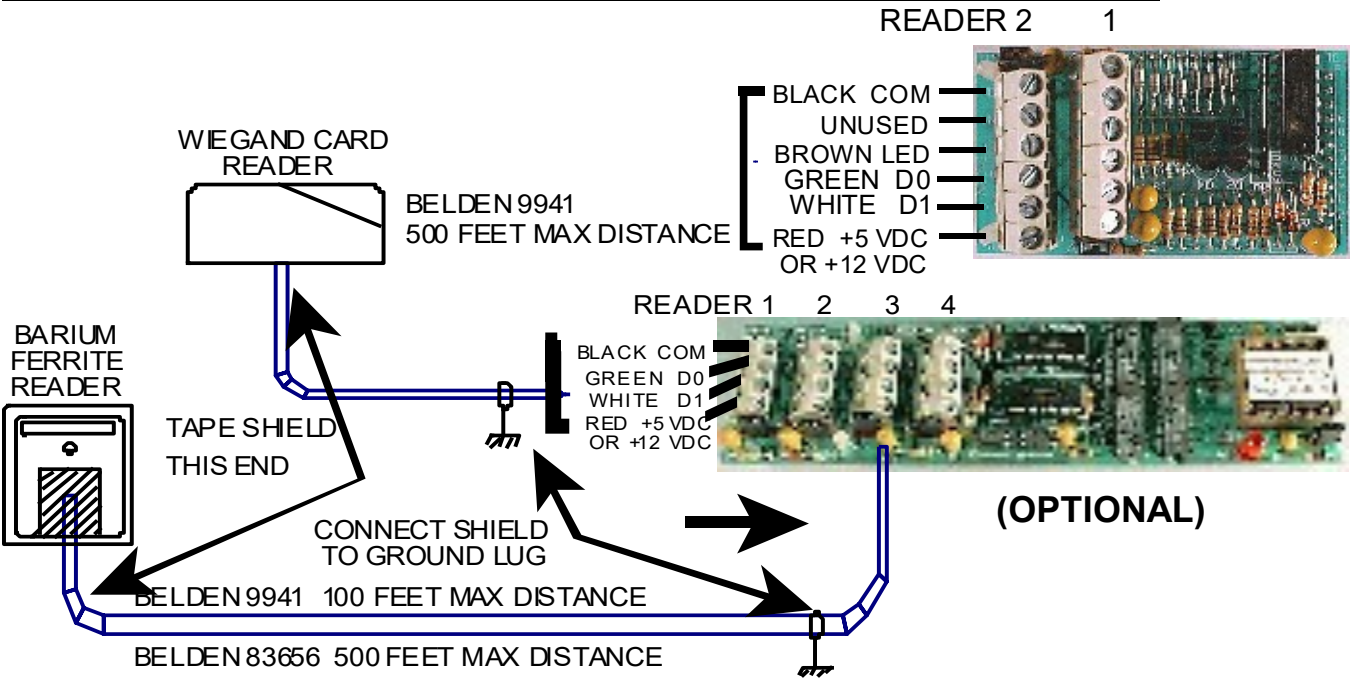 READER 2 1
BLACK COM
UNUSED
BROWN LED
GREEN D0
WHITE D1
RED +5 VDC
OR +12 VDC
WIEGAND CARD
READER
BELDEN 9941
500 FEET MAX DISTANCE
READER 1 2 3 4
BLACK COM
GREEN D0
WHITE D1
RED +5 VDC
OR +12 VDC
BARIUM
FERRITE
READER
TAPE SHIELD
THIS END
(OPTIONAL)
CONNECT SHIELD
TO GROUND LUG
BELDEN 9941 100 FEET MAX DISTANCE
BELDEN 83656 500 FEET MAX DISTANCE